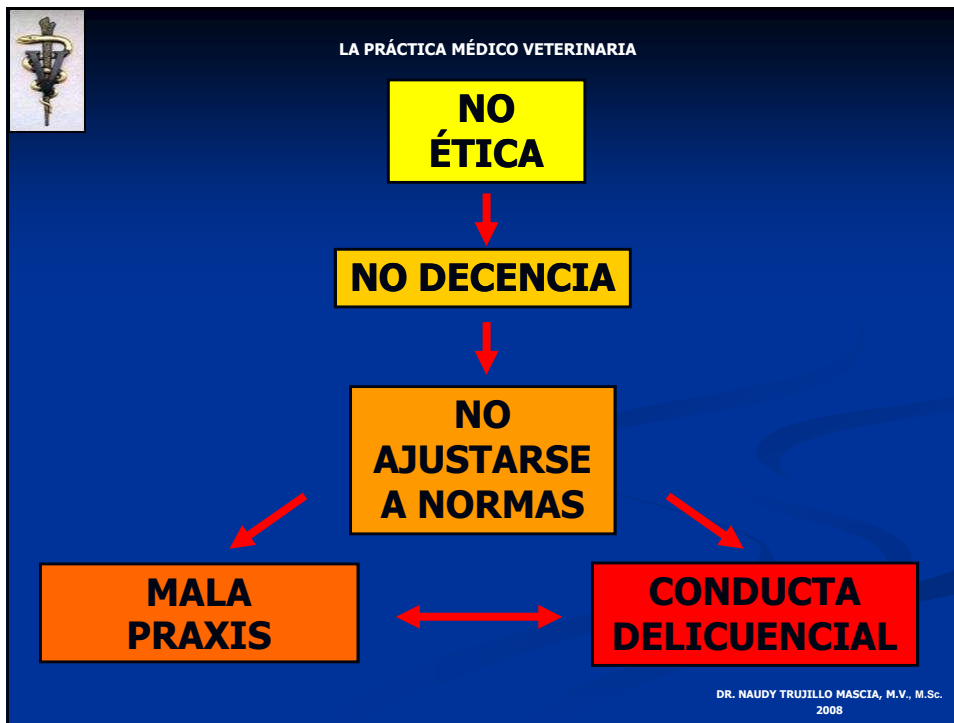 LA PRÁCTICA MÉDICO VETERINARIA
NO
ÉTICA
NO DECENCIA
NO
AJUSTARSE
A NORMAS
MALA
PRAXIS
CONDUCTA
DELICUENCIAL
DR. NAUDY TRUJILLO MASCIA, M.V., M.Sc.
2008